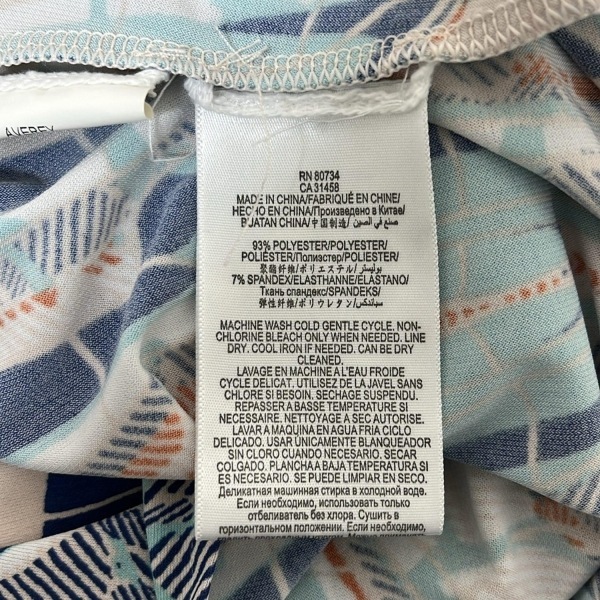 AVEREY
RN 80734
CA 31458
MADE IN CHINA/FABRIQUÉ EN CHINE/
HECHO EN CHINA/Произведено в Китае/
BUATAN CHINA/中国制造/ صنع في الصين
93% POLYESTER/POLYESTER/
POLIÉSTER/Полиэстер/POLIESTER/
聚酯纤维/ポリエステル/بوليستر
7% SPANDEX/ELASTHANNE/ELASTANO/
Ткань спандекс/SPANDEKS/
弹性纤维/ポリウレタン/سباندكس
MACHINE WASH COLD GENTLE CYCLE. NON-
CHLORINE BLEACH ONLY WHEN NEEDED. LINE
DRY. COOL IRON IF NEEDED. CAN BE DRY
CLEANED.
LAVAGE EN MACHINE A L'EAU FROIDE
CYCLE DELICAT. UTILISEZ DE LA JAVEL SANS
CHLORE SI BESOIN. SECHAGE SUSPENDU.
REPASSER A BASSE TEMPERATURE SI
NECESSAIRE. NETTOYAGE A SEC AUTORISE.
LAVAR A MÁQUINA EN AGUA FRIA CICLO
DELICADO. USAR ÚNICAMENTE BLANQUEADOR
SIN CLORO CUANDO NECESARIO. SECAR
COLGADO. PLANCHA A BAJA TEMPERATURA SI
ES NECESARIO. SE PUEDE LIMPIAR EN SECO.
Деликатная машинная стирка в холодной воде.
Если необходимо, использовать только
отбеливатель без хлора. Сушить в
горизонтальном положении. Если необходимо,